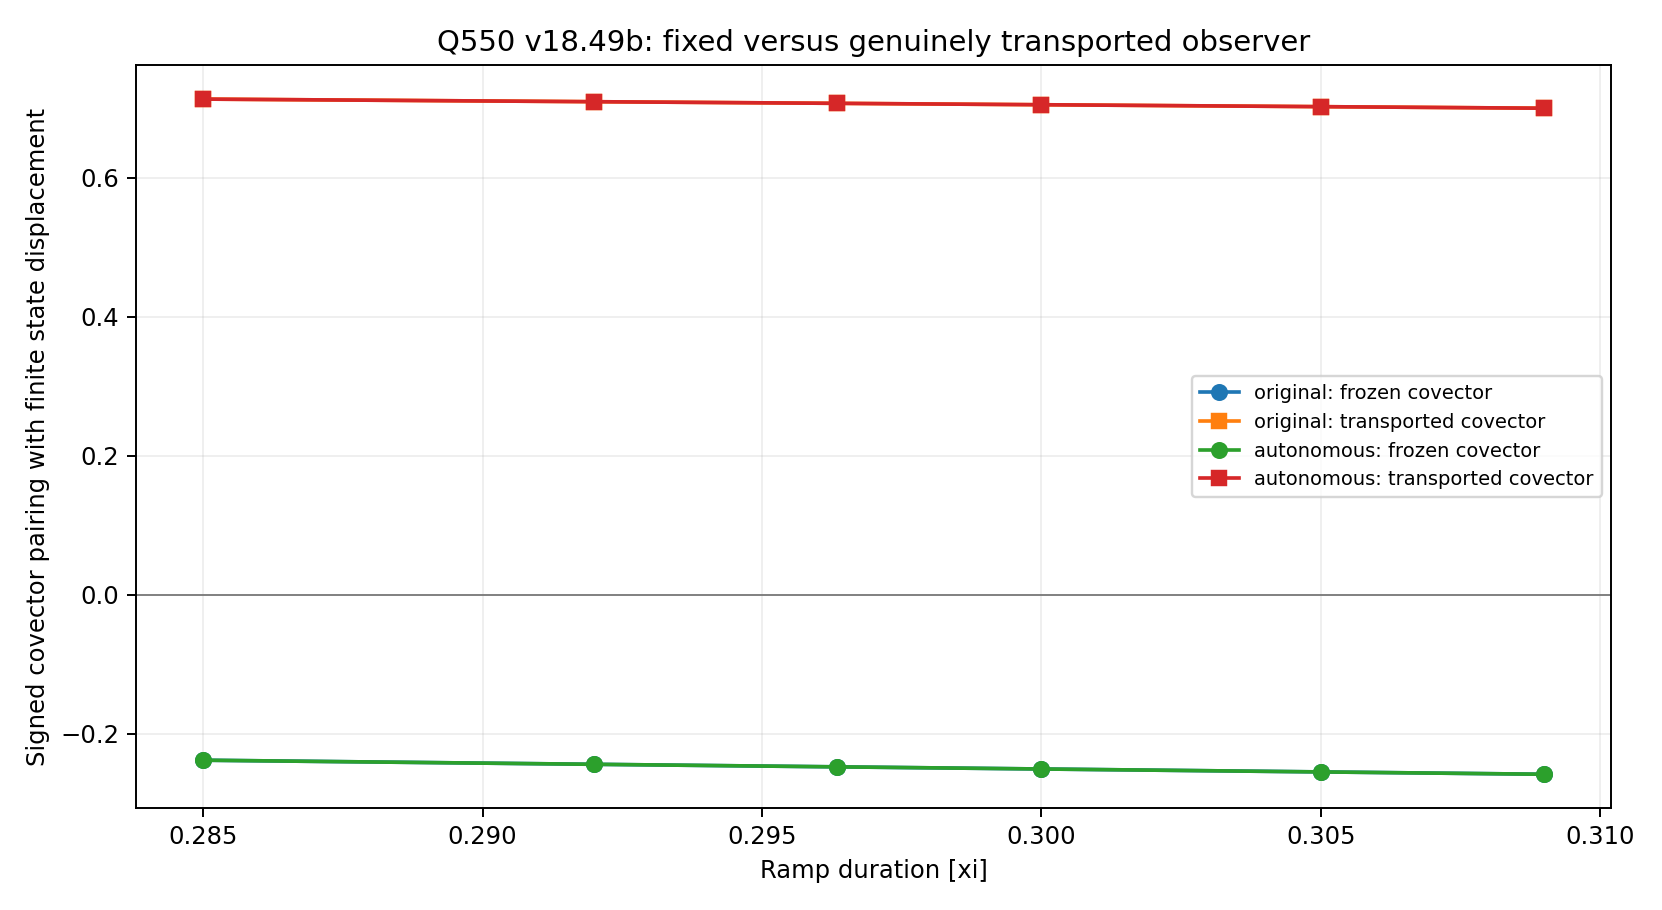 Q550 v18.49b: fixed versus genuinely transported observer
Signed covector pairing with finite state displacement
0.6
0.4
0.2
0.0
−0.2
original: frozen covector
original: transported covector
autonomous: frozen covector
autonomous: transported covector
0.285 0.290 0.295 0.300 0.305 0.310
Ramp duration [xi]